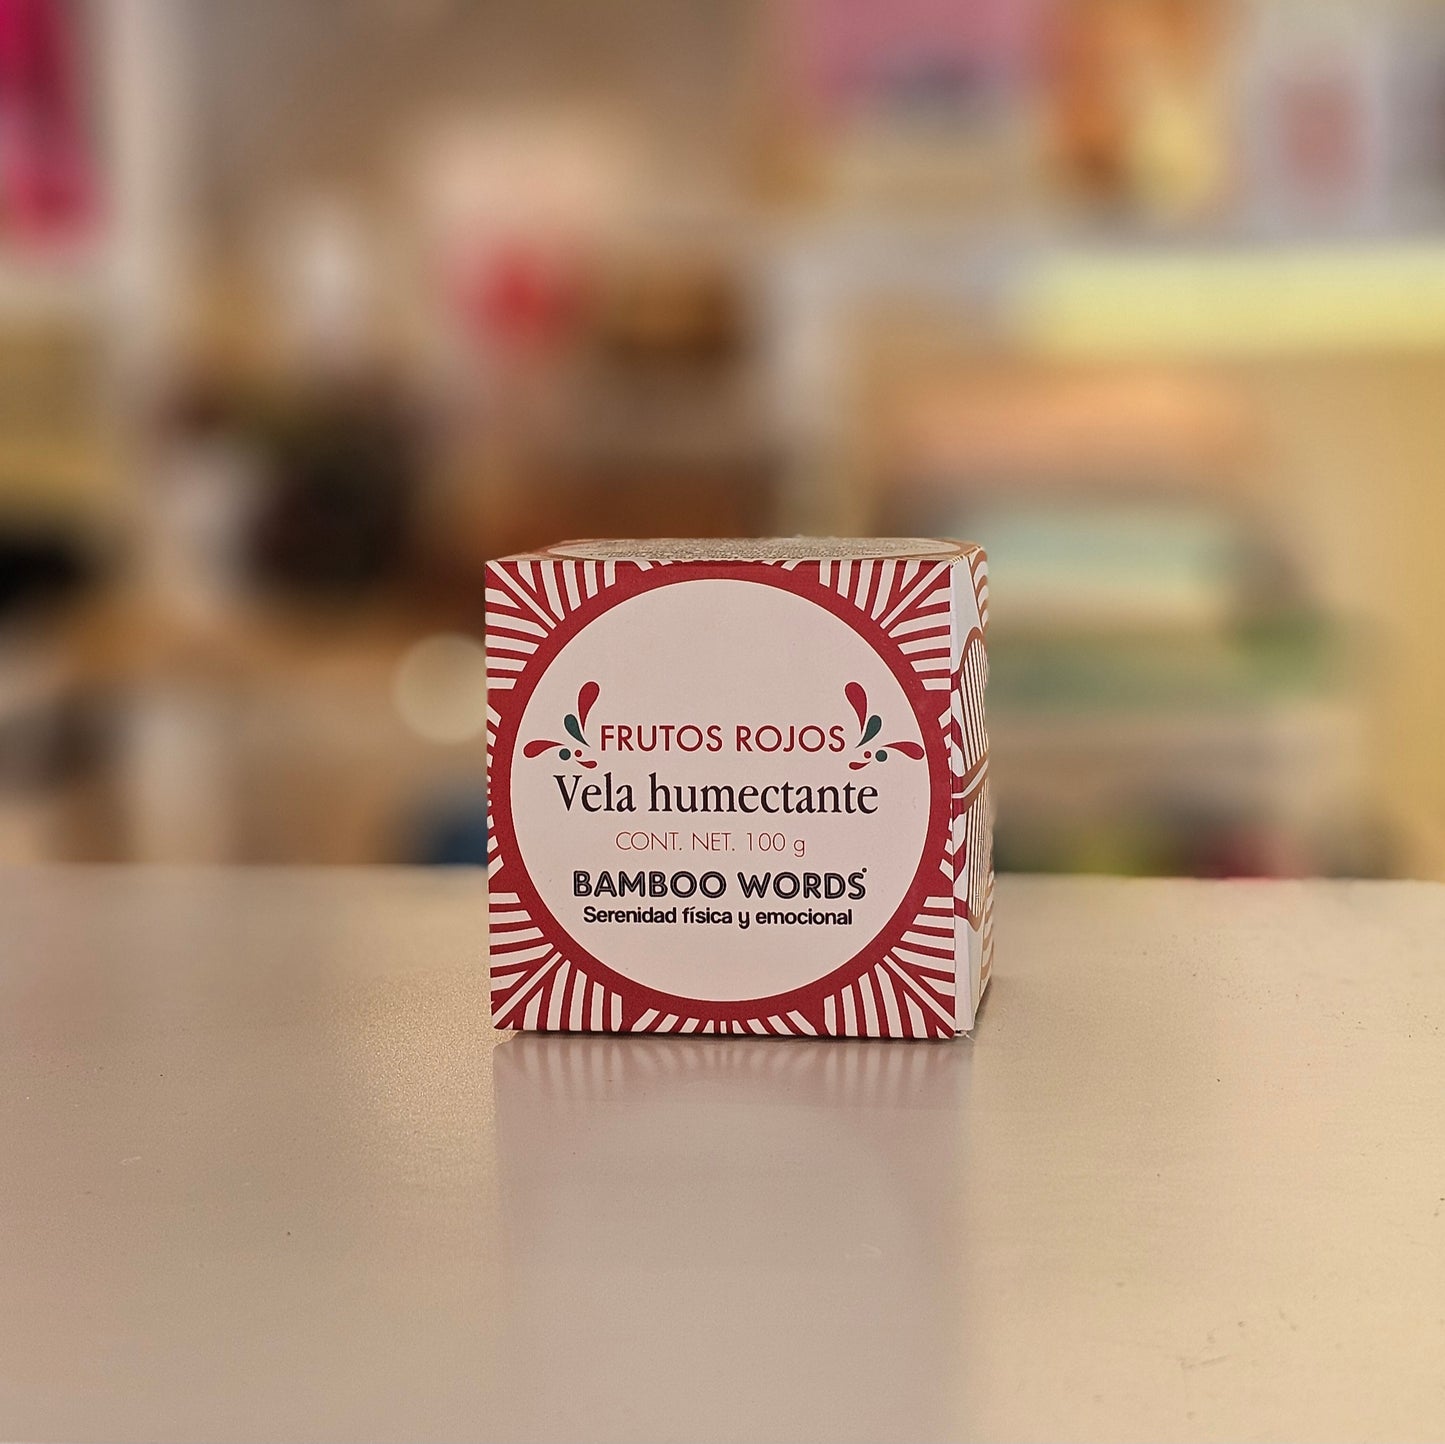 FRUTOS ROJOS
Vela humectante
CONT. NET. 100 g
BAMBOO WORDS
Serenidad física y emocional